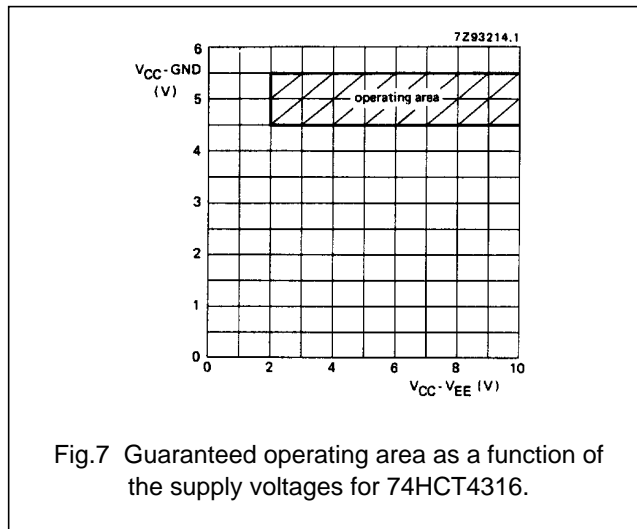 7Z93214.1
6
VCC - GND
(V)
5
operating area
4
3
2
1
0
0 2 4 6 8 10
VCC - VEE (V)
Fig.7 Guaranteed operating area as a function of
the supply voltages for 74HCT4316.